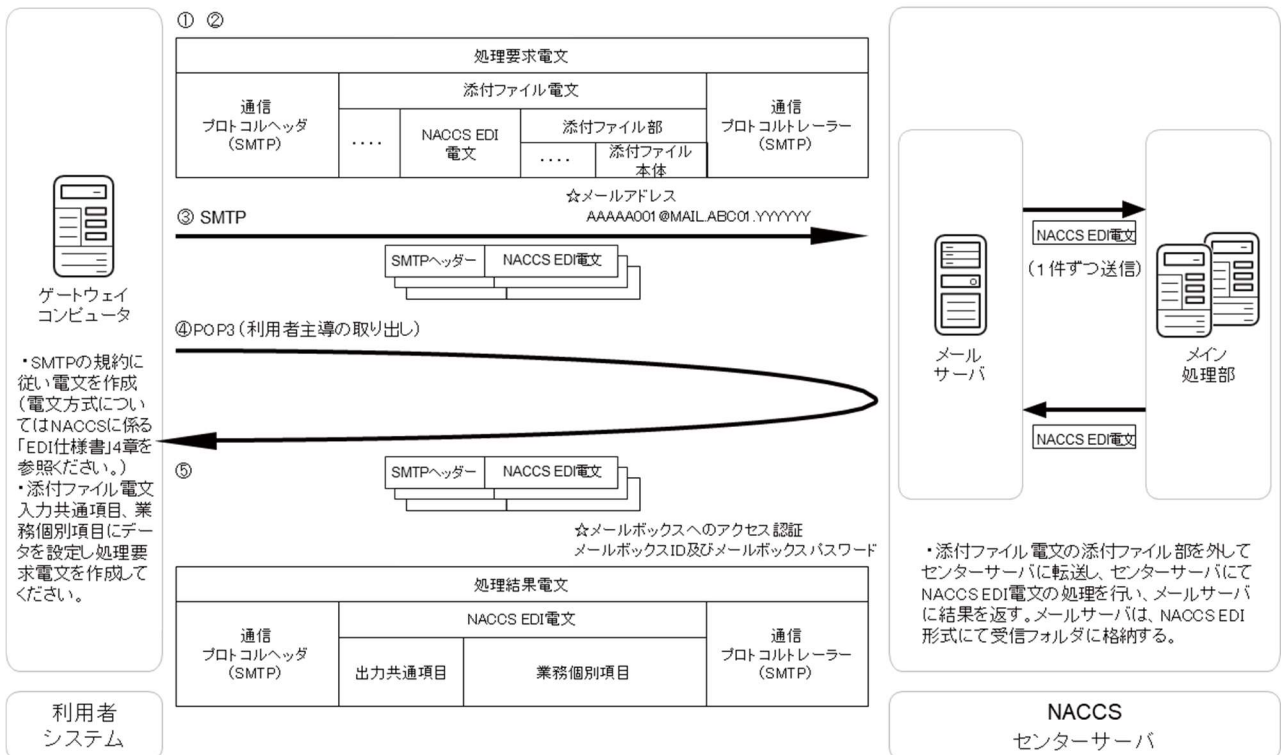 ① ②
処理要求電文
通信
プロトコルヘッダ
(SMTP)
添付ファイル電文
‥‥
NACCS EDI
電文
添付ファイル部
‥‥
添付ファイル
本体
通信
プロトコルトレーラー
(SMTP)
☆メールアドレス
AAAAA001@MAIL.ABC01.YYYYYY
③ SMTP
SMTPヘッダー
NACCS EDI電文
④POP3(利用者主導の取り出し)
⑤
SMTPヘッダー
NACCS EDI電文
☆メールボックスへのアクセス認証
メールボックスID及びメールボックスパスワード
処理結果電文
通信
プロトコルヘッダ
(SMTP)
NACCS EDI電文
出力共通項目
業務個別項目
通信
プロトコルトレーラー
(SMTP)
ゲートウェイ
コンピュータ
・SMTPの規約に
従い電文を作成
(電文方式につい
てはNACCSに係る
「EDI仕様書」4章を
参照ください。)
・添付ファイル電文
入力共通項目、業
務個別項目にデー
タを設定し処理要
求電文を作成して
ください。
利用者
システム
メール
サーバ
NACCS EDI電文
(1件ずつ送信)
NACCS EDI電文
メイン
処理部
・添付ファイル電文の添付ファイル部を外して
センターサーバに転送し、センターサーバにて
NACCS EDI電文の処理を行い、メールサーバ
に結果を返す。メールサーバは、NACCS EDI
形式にて受信フォルダに格納する。
NACCS
センターサーバ